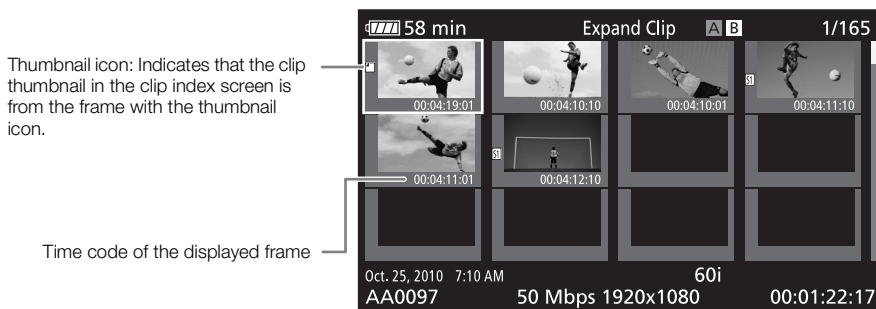 58 min Expand Clip A B 1/165
Thumbnail icon: Indicates that the clip
thumbnail in the clip index screen is
from the frame with the thumbnail
icon.
00:04:19:01 00:04:10:10 00:04:10:01 S1 00:04:11:10
00:04:11:01 S1 00:04:12:10
Time code of the displayed frame
Oct. 25, 2010 7:10 AM 60i
AA0097 50 Mbps 1920x1080 00:01:22:17